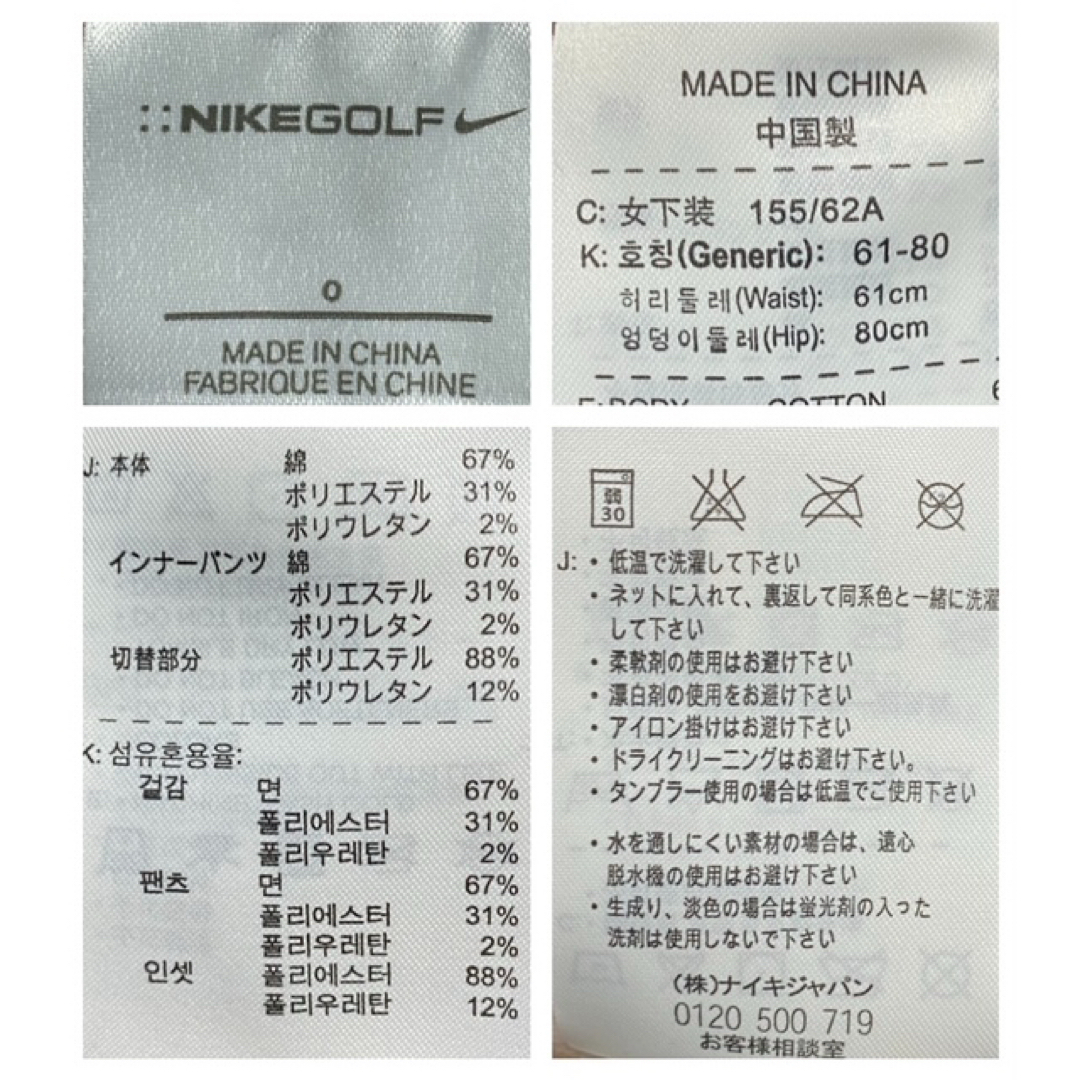 NIKEGOLF
0
MADE IN CHINA
FABRIQUE EN CHINE
MADE IN CHINA
中国製
C: 女下装 155/62A
K: 호칭(Generic): 61-80
허리둘레(Waist): 61cm
엉덩이둘레(Hip): 80cm
E: BODY COTTON 6
J: 本体 綿 67%
ポリエステル 31%
ポリウレタン 2%
インナーパンツ 綿 67%
ポリエステル 31%
ポリウレタン 2%
切替部分 ポリエステル 88%
ポリウレタン 12%
K: 섬유혼용율:
겉감 면 67%
폴리에스터 31%
폴리우레탄 2%
팬츠 면 67%
폴리에스터 31%
폴리우레탄 2%
인셋 폴리에스터 88%
폴리우레탄 12%
弱
30
J: ・低温で洗濯して下さい
・ネットに入れて、裏返して同系色と一緒に洗濯
して下さい
・柔軟剤の使用はお避け下さい
・漂白剤の使用をお避け下さい
・アイロン掛けはお避け下さい
・ドライクリーニングはお避け下さい。
・タンブラー使用の場合は低温でご使用下さい
・水を通しにくい素材の場合は、遠心
脱水機の使用はお避け下さい
・生成り、淡色の場合は蛍光剤の入った
洗剤は使用しないで下さい
(株)ナイキジャパン
0120 500 719
お客様相談室